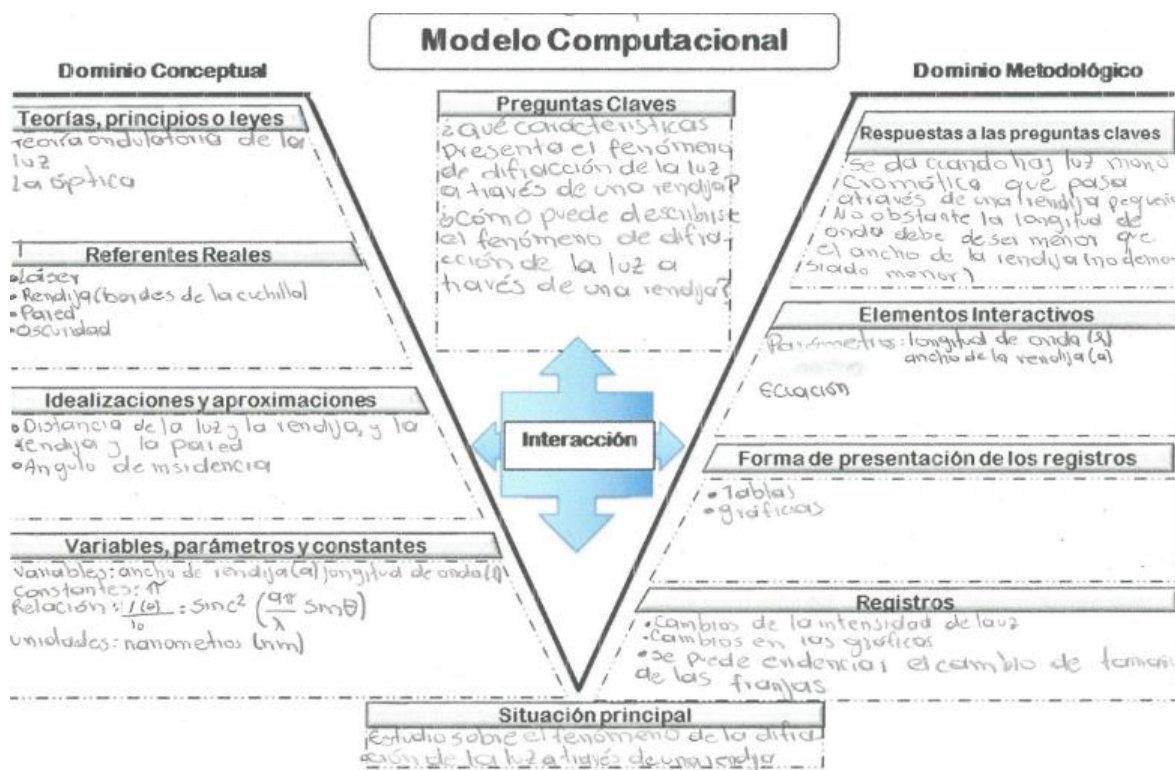 Modelo Computacional
Dominio Conceptual
Dominio Metodológico
Teorías, principios o leyes
Teoría ondulatoria de la
luz
La óptica
Referentes Reales
•Láser
•Rendija (bordes de la cuchilla)
•Pared
•Oscuridad
Idealizaciones y aproximaciones
•Distancia de la luz y la rendija, y la
rendija y la pared
•Angulo de insidencia
Variables, parámetros y constantes
Variables: ancho de rendija (a) longitud de onda (λ)
Constantes: π
Relación: I(θ)/I₀ = Sinc² (aπ/λ Sinθ)
unidades: nanometros (nm)
Preguntas Claves
¿qué características
presenta el fenómeno
de difracción de la luz
a través de una rendija?
¿Cómo puede describirse
el fenómeno de difra-
cción de la luz a
través de una rendija?
Interacción
Respuestas a las preguntas claves
Se da cuando hay luz mono
cromática que pasa
através de una rendija pequeña
No obstante la longitud de
onda debe de ser menor que
el ancho de la rendija (no dema
siado menor)
Elementos Interactivos
Parámetros: longitud de onda (λ)
ancho de la rendija (a)
Ecuación
Forma de presentación de los registros
•Tablas
•gráficias
Registros
•Cambios de la intensidad de la luz
•Cambios en las gráficas
•Se puede evidenciar el cambio de tamaño
de las franjas
Situación principal
Estudio sobre el fenómeno de la difra
cción de la luz a través de una rendija